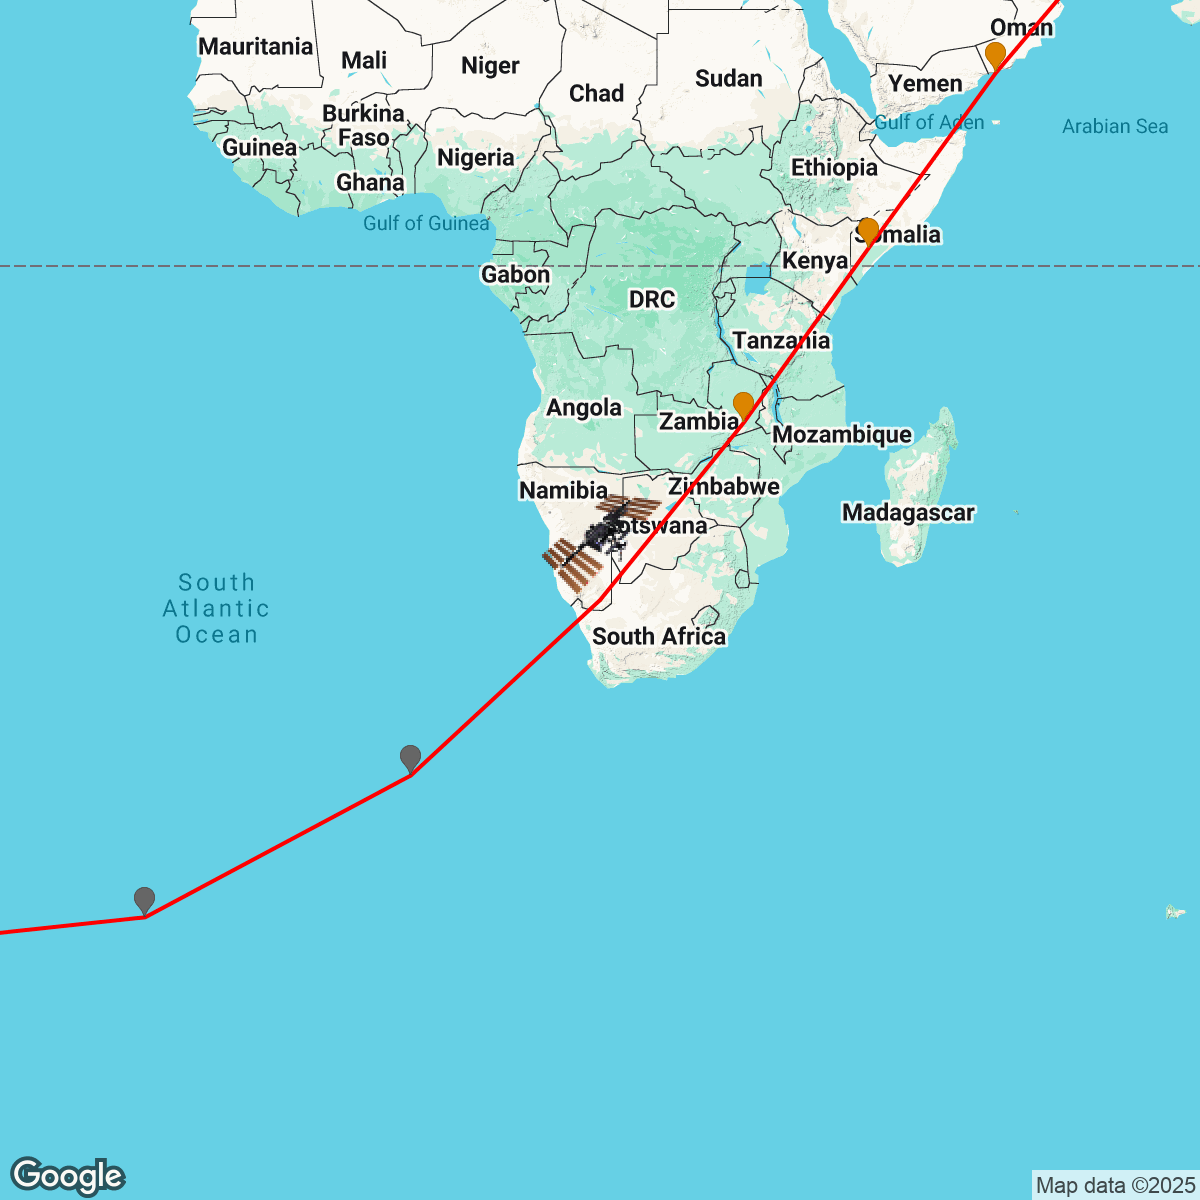 Oman
Mauritania
Mali
Niger
Sudan
Yemen
Chad
Burkina
Faso
Gulf of Aden
Arabian Sea
Guinea
Nigeria
Ethiopia
Ghana
Gulf of Guinea
Somalia
Kenya
Gabon
DRC
Tanzania
Angola
Zambia
Mozambique
Namibia
Zimbabwe
Madagascar
Botswana
South
Atlantic
Ocean
South Africa
Google
Map data ©2025